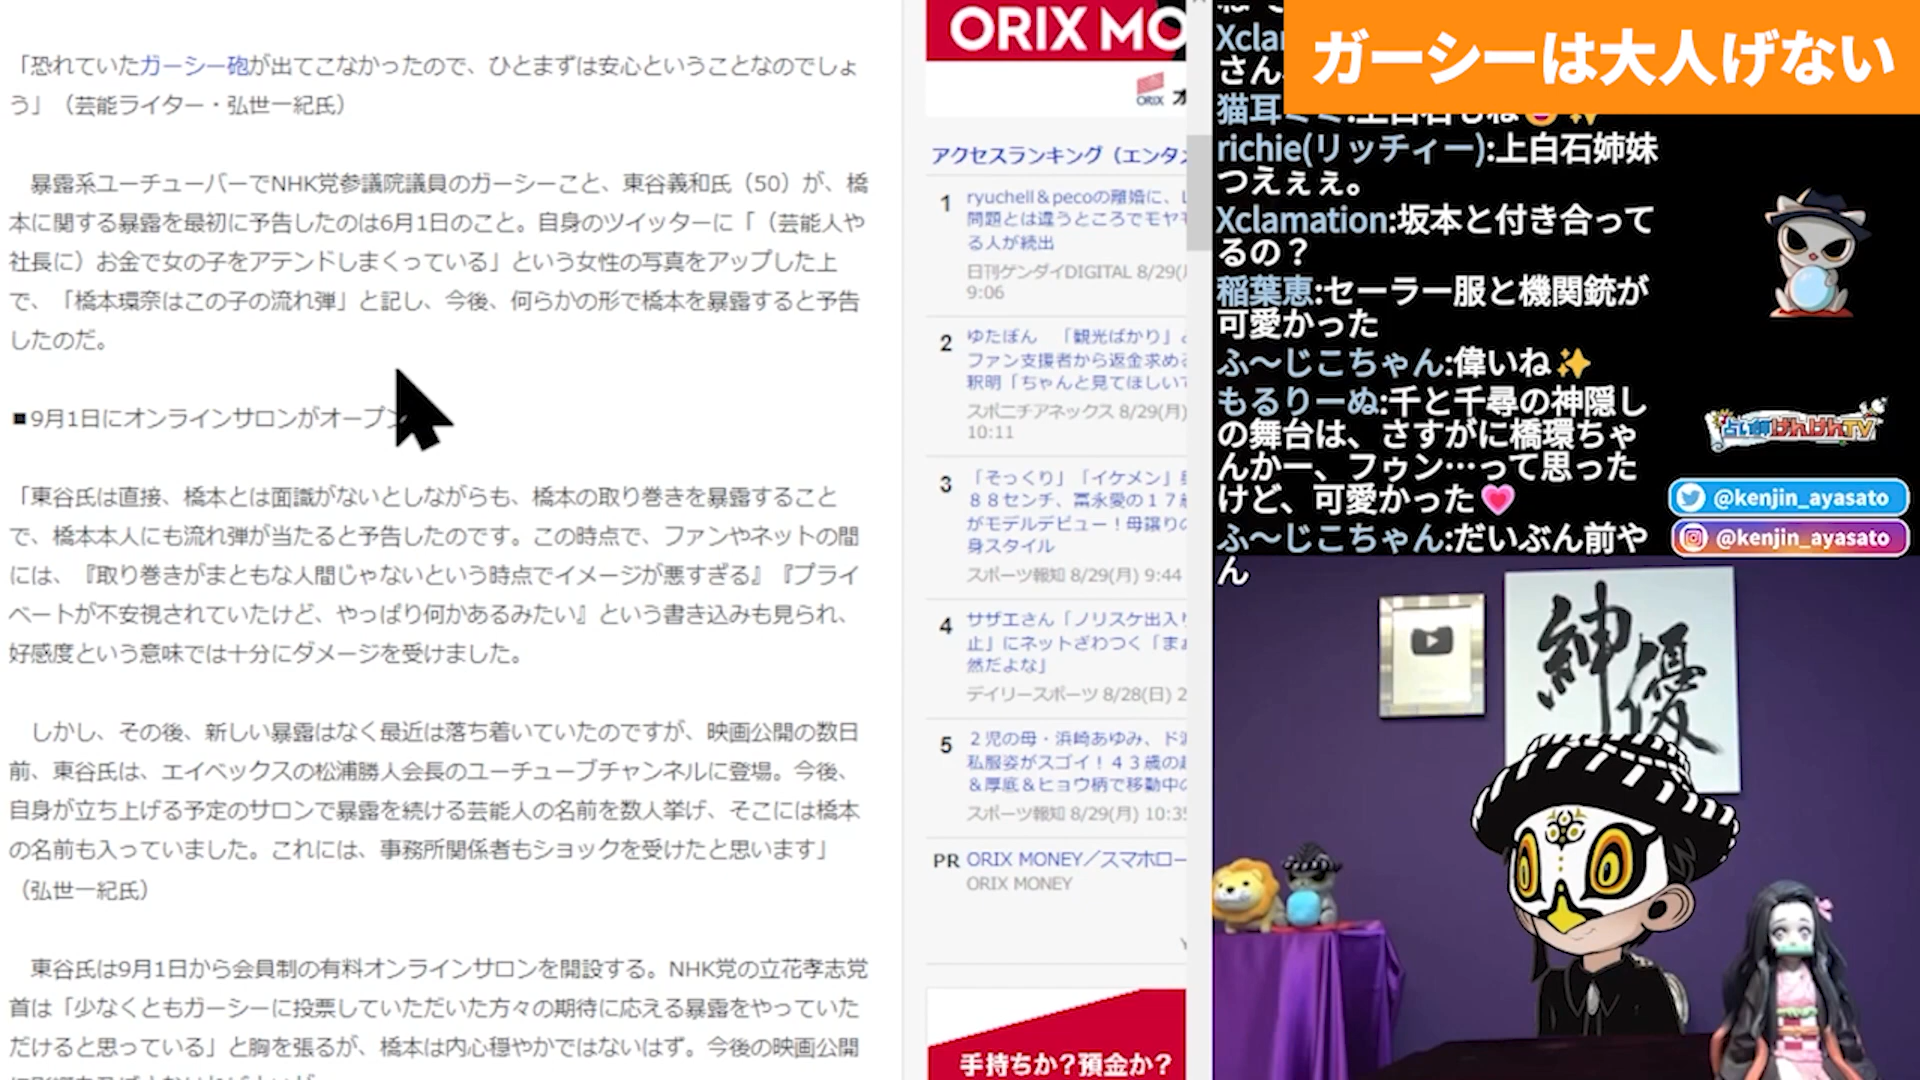 「恐れていたガーシー砲が出てこなかったので、ひとまずは安心ということなのでしょ
う」（芸能ライター・弘世一紀氏）
暴露系ユーチューバーでNHK党参議院議員のガーシーこと、東谷義和氏（50）が、橋
本に関する暴露を最初に予告したのは6月1日のこと。自身のツイッターに「（芸能人や
社長に）お金で女の子をアテンドしまくっている」という女性の写真をアップした上
で、「橋本環奈はこの子の流れ弾」と記し、今後、何らかの形で橋本を暴露すると予告
したのだ。
■9月1日にオンラインサロンがオープン
「東谷氏は直接、橋本とは面識がないとしながらも、橋本の取り巻きを暴露すること
で、橋本本人にも流れ弾が当たると予告したのです。この時点で、ファンやネットの間
には、『取り巻きがまともな人間じゃないという時点でイメージが悪すぎる』『プライ
ベートが不安視されていたけど、やっぱり何かあるみたい』という書き込みも見られ、
好感度という意味では十分にダメージを受けました。
しかし、その後、新しい暴露はなく最近は落ち着いていたのですが、映画公開の数日
前、東谷氏は、エイベックスの松浦勝人会長のユーチューブチャンネルに登場。今後、
自身が立ち上げる予定のサロンで暴露を続ける芸能人の名前を数人挙げ、そこには橋本
の名前も入っていました。これには、事務所関係者もショックを受けたと思います」
（弘世一紀氏）
東谷氏は9月1日から会員制の有料オンラインサロンを開設する。NHK党の立花孝志党
首は「少なくともガーシーに投票していただいた方々の期待に応える暴露をやっていた
だけると思っている」と胸を張るが、橋本は内心穏やかではないはず。今後の映画公開
ORIX MO
ORIX オ
アクセスランキング（エンタメ
1 ryuchell＆pecoの離婚に、L
問題とは違うところでモヤモ
る人が続出
日刊ゲンダイDIGITAL 8/29(月
9:06
2 ゆたぼん 「観光ばかり」と
ファン支援者から返金求める
釈明「ちゃんと見てほしいで
スポニチアネックス 8/29(月)
10:11
3 「そっくり」「イケメン」身
８８センチ、冨永愛の１７歳
がモデルデビュー！母譲りの
身スタイル
スポーツ報知 8/29(月) 9:44
4 サザエさん「ノリスケ出入り
止」にネットざわつく「まぁ
然だよな」
デイリースポーツ 8/28(日) 2
5 ２児の母・浜崎あゆみ、ド派
私服姿がスゴイ！４３歳の超
＆厚底＆ヒョウ柄で移動中の
スポーツ報知 8/29(月) 10:35
PR ORIX MONEY／スマホロー
ORIX MONEY
手持ちか?預金か?
ガーシーは大人げない
Xcla
さん
猫耳ミミ:上白石もね
richie(リッチィー):上白石姉妹
つえぇぇ。
Xclamation:坂本と付き合って
るの？
稲葉恵:セーラー服と機関銃が
可愛かった
ふ〜じこちゃん:偉いね✨
もるりーぬ:千と千尋の神隠し
の舞台は、さすがに橋環ちゃ
んかー、フゥン…って思った
けど、可愛かった💗
ふ〜じこちゃん:だいぶん前や
ん
占い師げんげんTV
@kenjin_ayasato
@kenjin_ayasato
紳優